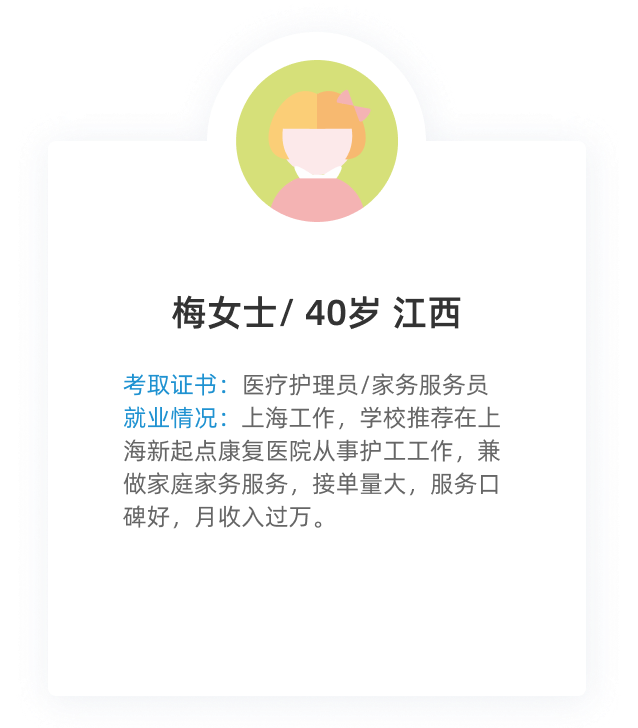 梅女士/ 40岁 江西
考取证书：医疗护理员/家务服务员
就业情况：上海工作，学校推荐在上
海新起点康复医院从事护工工作，兼
做家庭家务服务，接单量大，服务口
碑好，月收入过万。